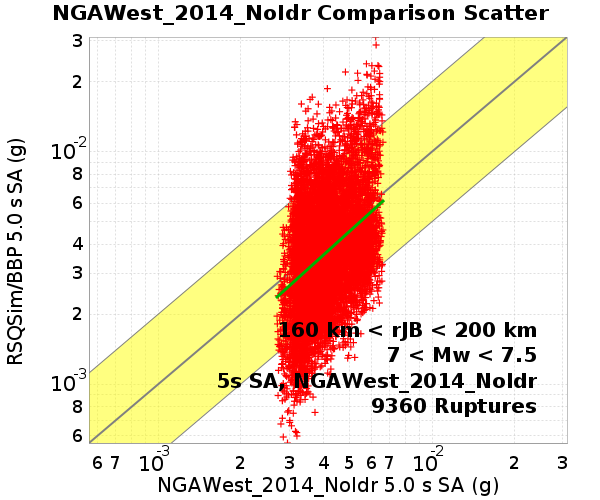 NGAWest_2014_NoIdr Comparison Scatter
3
2
10-2
8
6
4
3
2
10-3
8
6
RSQSim/BBP 5.0 s SA (g)
160 km < rJB < 200 km
7 < Mw < 7.5
5s SA, NGAWest_2014_NoIdr
9360 Ruptures
6 7 10-3 2 3 4 5 6 7 10-2 2 3
NGAWest_2014_NoIdr 5.0 s SA (g)